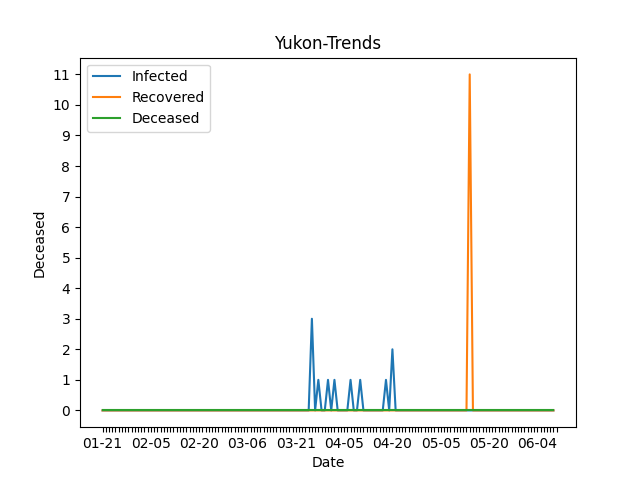 Yukon-Trends
Infected
Recovered
Deceased
11
10
9
8
7
6
5
4
3
2
1
0
Deceased
01-21 02-05 02-20 03-06 03-21 04-05 04-20 05-05 05-20 06-04
Date